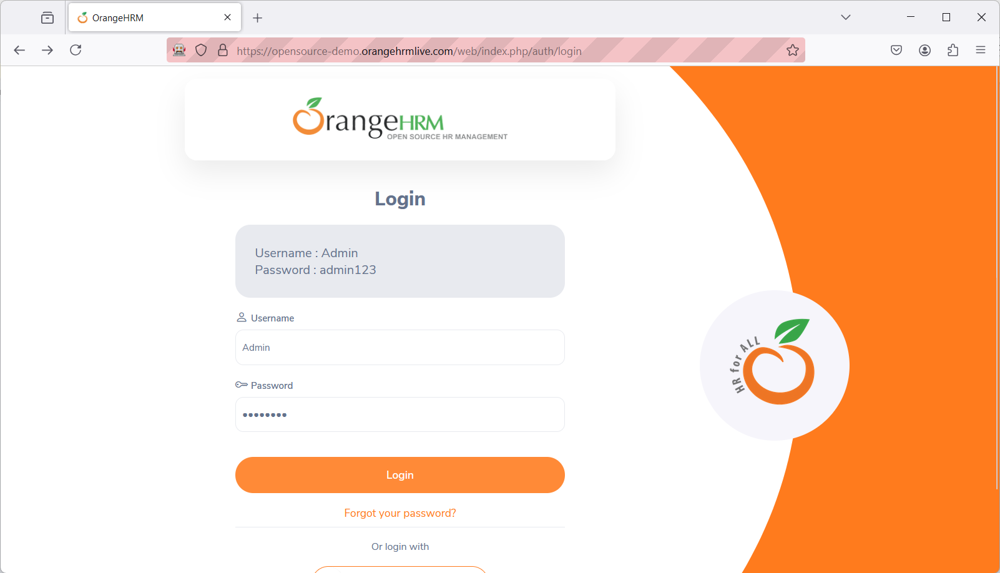 OrangeHRM
https://opensource-demo.orangehrmlive.com/web/index.php/auth/login
OrangeHRM
OPEN SOURCE HR MANAGEMENT
Login
Username : Admin
Password : admin123
Username
Admin
Password
••••••••
Login
Forgot your password?
Or login with
HR for ALL